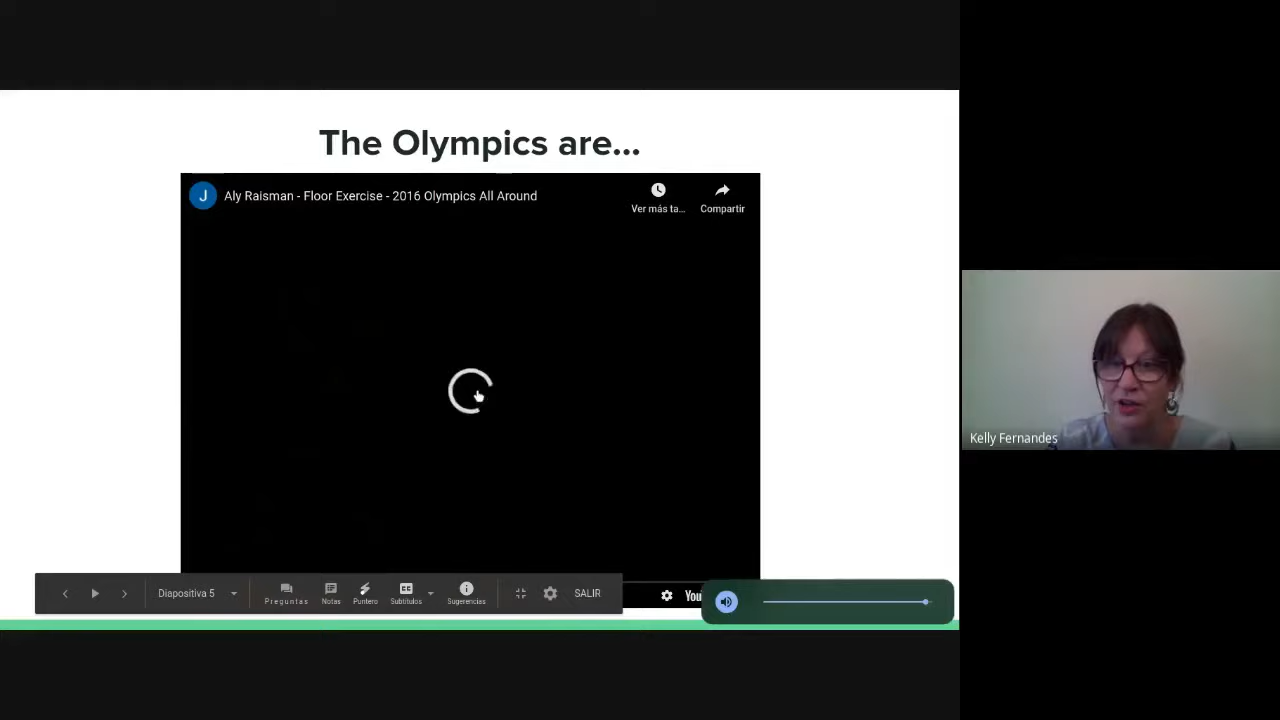 The Olympics are...
J Aly Raisman - Floor Exercise - 2016 Olympics All Around
Ver más ta... Compartir
Kelly Fernandes
Diapositiva 5 Preguntas Notas Puntero Subtítulos Sugerencias SALIR
CC
You